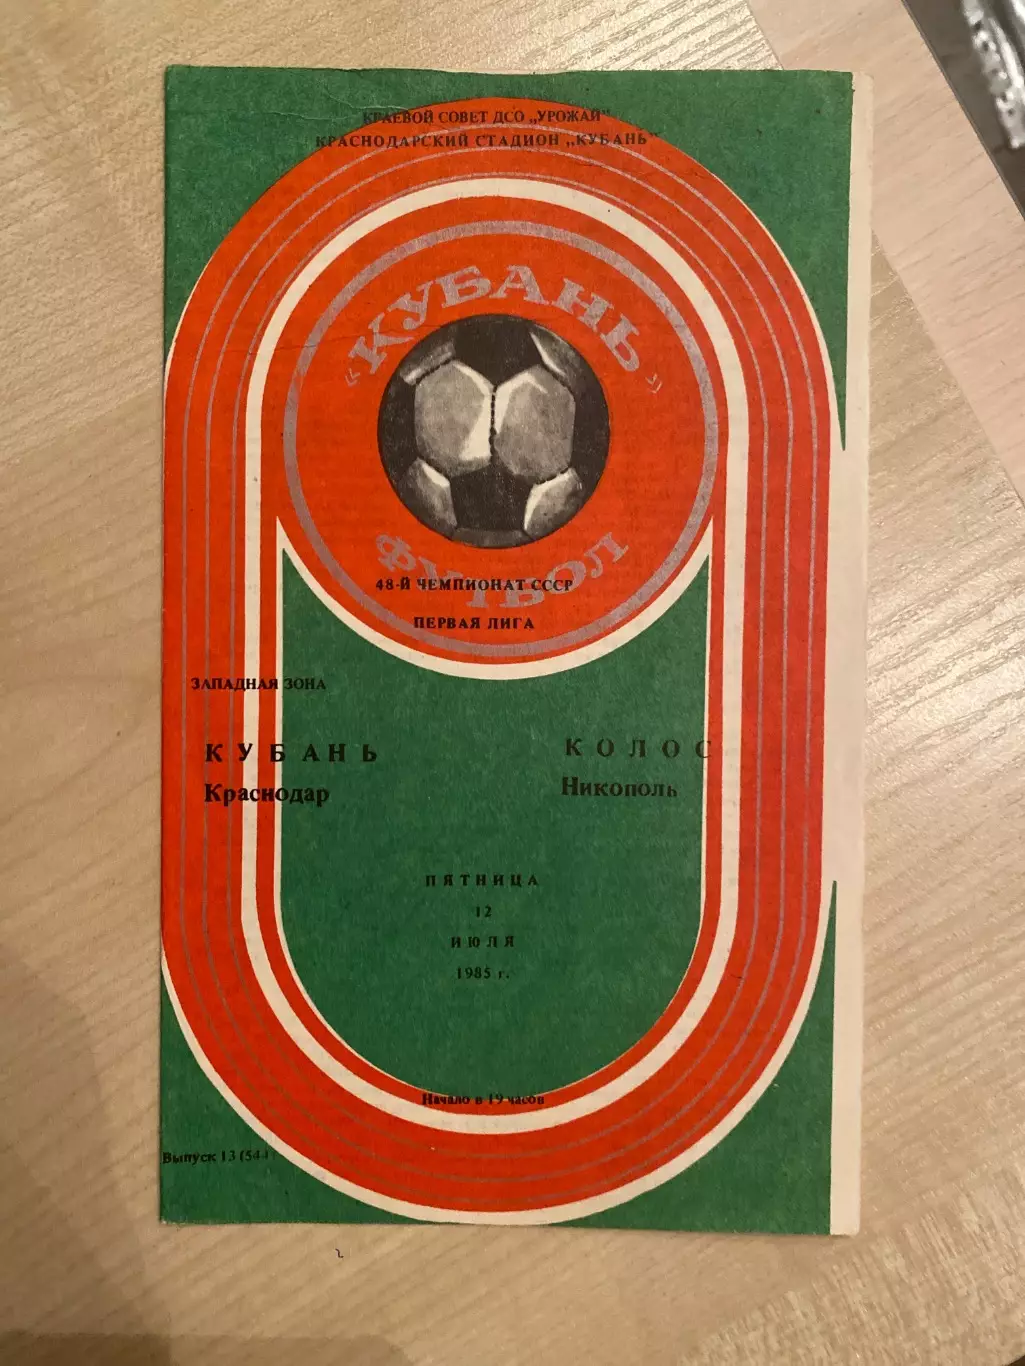 КРАЕВОЙ СОВЕТ ДСО „УРОЖАЙ"
КРАСНОДАРСКИЙ СТАДИОН „КУБАНЬ"
«КУБАНЬ»
ФУТБОЛ
48-Й ЧЕМПИОНАТ СССР
ПЕРВАЯ ЛИГА
ЗАПАДНАЯ ЗОНА
КУБАНЬ
Краснодар
КОЛОС
Никополь
ПЯТНИЦА
12
ИЮЛЯ
1985 г.
Начало в 19 часов
Выпуск 13